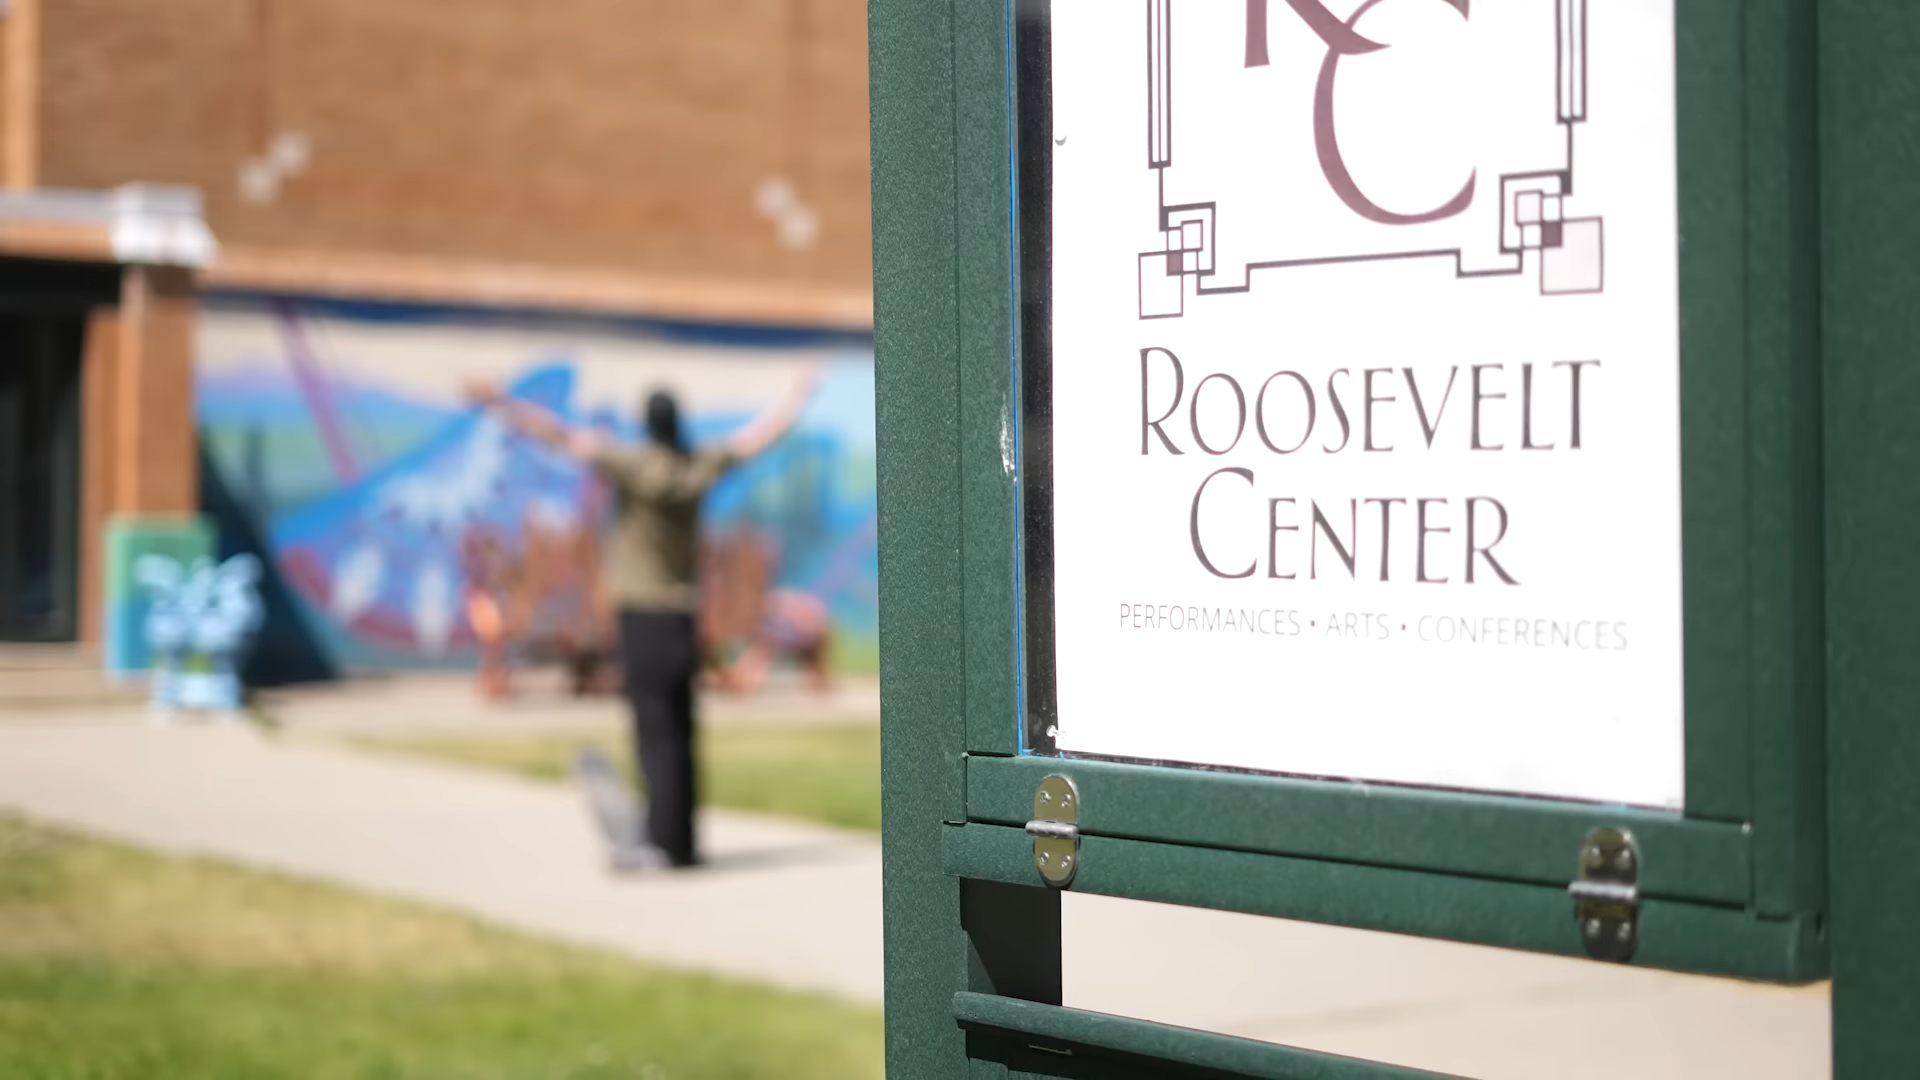 RC
ROOSEVELT
CENTER
PERFORMANCES • ARTS • CONFERENCES